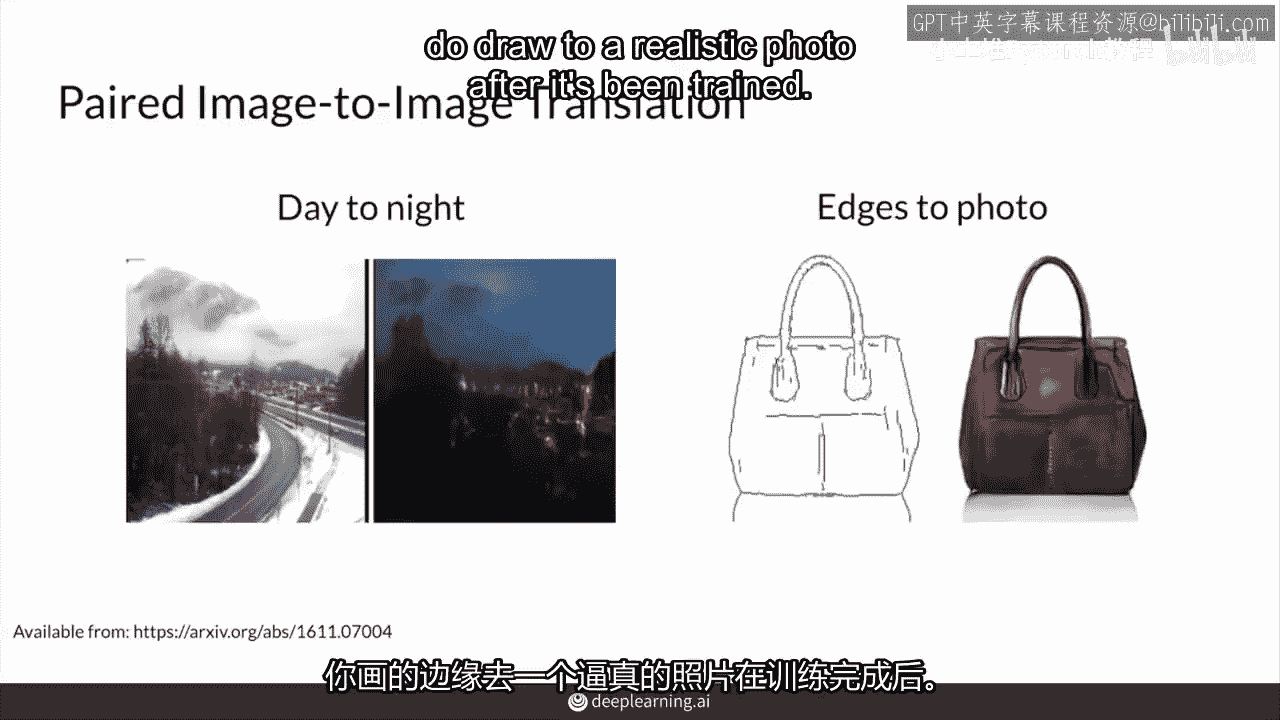 GPT中英字幕课程资源@bilibili.com
do draw to a realistic photo
after it's been trained.
Paired Image-to-Image Translation
Day to night
Edges to photo
Available from: https://arxiv.org/abs/1611.07004
你画的边缘去一个逼真的照片在训练完成后。
deeplearning.ai